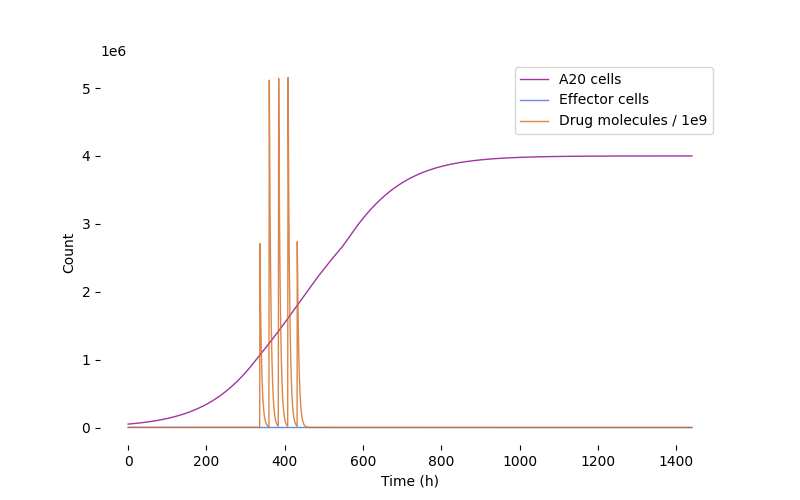 1e6
5
4
3
2
1
0
Count
0 200 400 600 800 1000 1200 1400
Time (h)
A20 cells
Effector cells
Drug molecules / 1e9